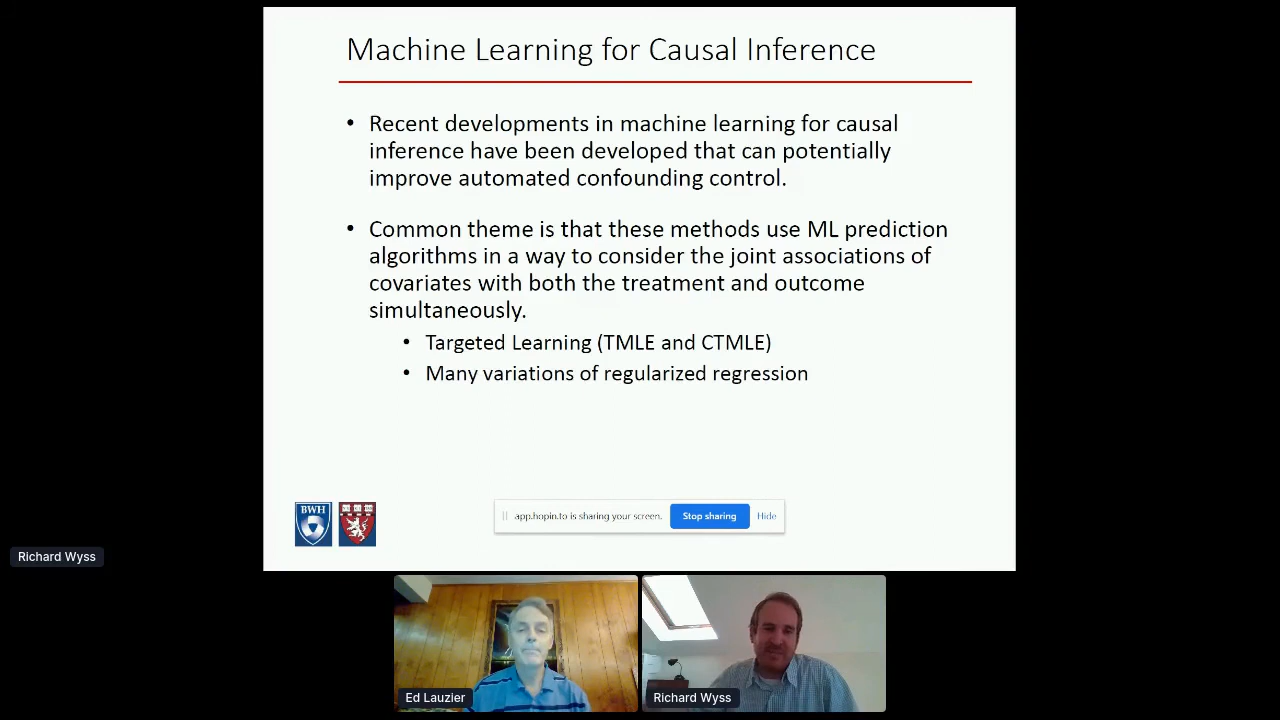 Machine Learning for Causal Inference
• Recent developments in machine learning for causal
inference have been developed that can potentially
improve automated confounding control.
• Common theme is that these methods use ML prediction
algorithms in a way to consider the joint associations of
covariates with both the treatment and outcome
simultaneously.
• Targeted Learning (TMLE and CTMLE)
• Many variations of regularized regression
BWH
app.hopin.to is sharing your screen. Stop sharing Hide
Richard Wyss
Ed Lauzier
Richard Wyss